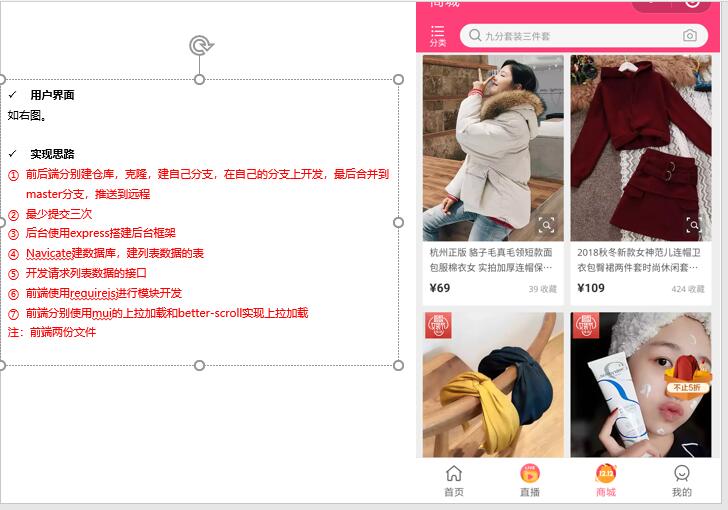 ✓ 用户界面
如右图。
✓ 实现思路
① 前后端分别建仓库，克隆，建自己分支，在自己的分支上开发，最后合并到
master分支，推送到远程
② 最少提交三次
③ 后台使用express搭建后台框架
④ Navicate建数据库，建列表数据的表
⑤ 开发请求列表数据的接口
⑥ 前端使用requirejs进行模块开发
⑦ 前端分别使用mui的上拉加载和better-scroll实现上拉加载
注：前端两份文件
商城
分类
九分套装三件套
杭州正版 貉子毛真毛领短款面
包服棉衣女 实拍加厚连帽保…
¥69
39 收藏
2018秋冬新款女神范儿连帽卫
衣包臀裙两件套时尚休闲套…
¥109
424 收藏
不止5折
首页
LIVE
直播
12.12
商城
我的